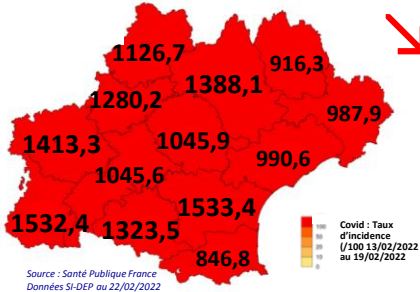 1126,7
916,3
1388,1
1280,2
987,9
1413,3
1045,9
990,6
1045,6
1533,4
1532,4
1323,5
846,8
Covid : Taux
d'incidence
(/100 13/02/2022
au 19/02/2022
Source : Santé Publique France
Données SI-DEP au 22/02/2022